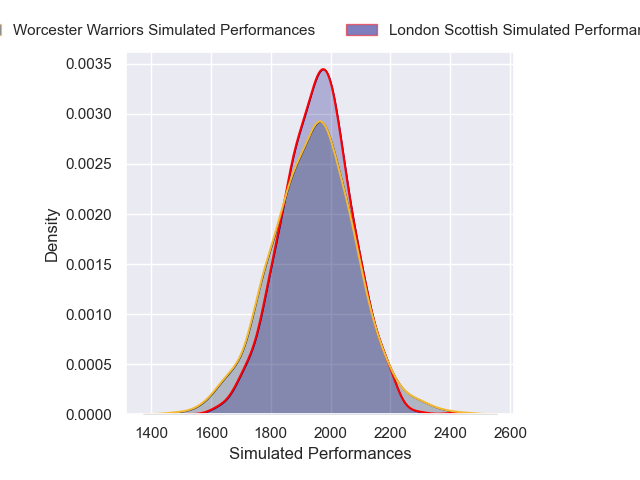 Worcester Warriors Simulated Performances London Scottish Simulated
0.0035
0.0030
0.0025
0.0020
0.0015
0.0010
0.0005
0.0000
Density
1400 1600 1800 2000 2200 2400 2600
Simulated Performances